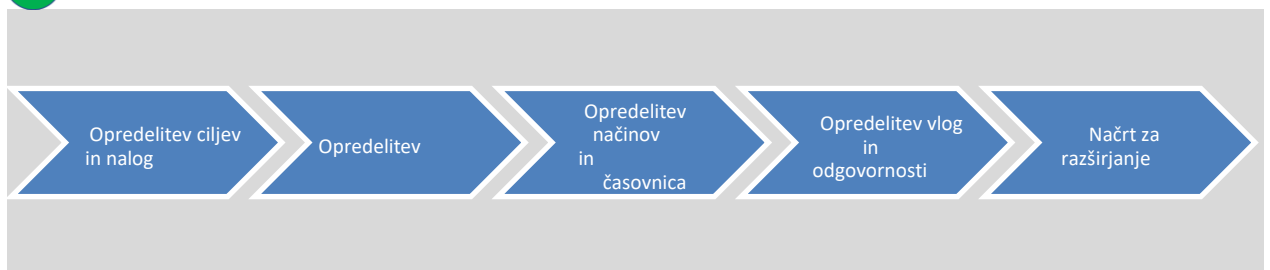 Opredelitev ciljev
in nalog
Opredelitev
Opredelitev
načinov
in
časovnica
Opredelitev vlog
in
odgovornosti
Načrt za
razširjanje